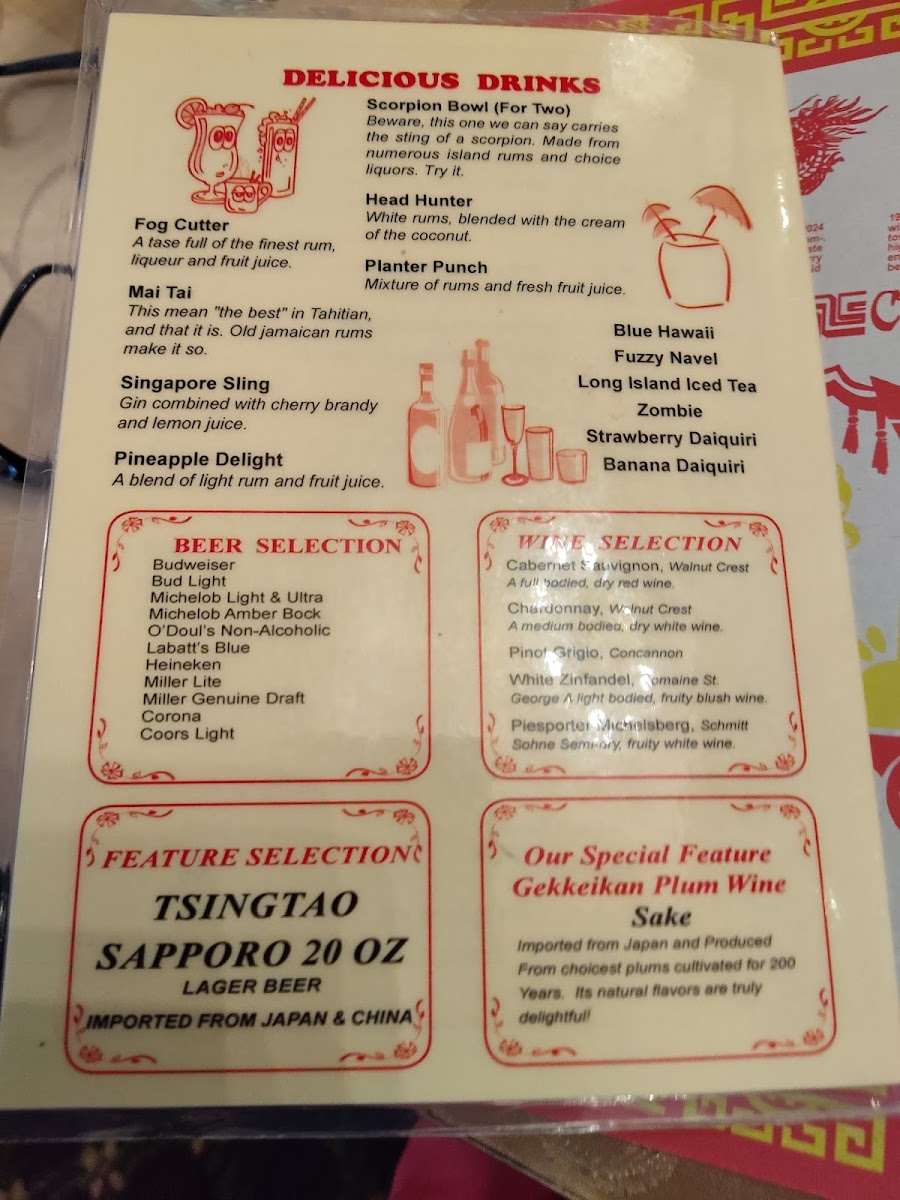 DELICIOUS DRINKS
Scorpion Bowl (For Two)
Beware, this one we can say carries
the sting of a scorpion. Made from
numerous island rums and choice
liquors. Try it.
Head Hunter
White rums, blended with the cream
of the coconut.
Planter Punch
Mixture of rums and fresh fruit juice.
Fog Cutter
A tase full of the finest rum,
liqueur and fruit juice.
Mai Tai
This mean "the best" in Tahitian,
and that it is. Old jamaican rums
make it so.
Singapore Sling
Gin combined with cherry brandy
and lemon juice.
Pineapple Delight
A blend of light rum and fruit juice.
Blue Hawaii
Fuzzy Navel
Long Island Iced Tea
Zombie
Strawberry Daiquiri
Banana Daiquiri
BEER SELECTION
Budweiser
Bud Light
Michelob Light & Ultra
Michelob Amber Bock
O'Doul's Non-Alcoholic
Labatt's Blue
Heineken
Miller Lite
Miller Genuine Draft
Corona
Coors Light
WINE SELECTION
Cabernet Sauvignon, Walnut Crest
A full bodied, dry red wine.
Chardonnay, Walnut Crest
A medium bodied, dry white wine.
Pinot Grigio, Concannon
White Zinfandel, Domaine St.
George A light bodied, fruity blush wine.
Piesporter Michelsberg, Schmitt
Sohne Semi-dry, fruity white wine.
FEATURE SELECTION
TSINGTAO
SAPPORO 20 OZ
LAGER BEER
IMPORTED FROM JAPAN & CHINA
Our Special Feature
Gekkeikan Plum Wine
Sake
Imported from Japan and Produced
From choicest plums cultivated for 200
Years. Its natural flavors are truly
delightful!
2024